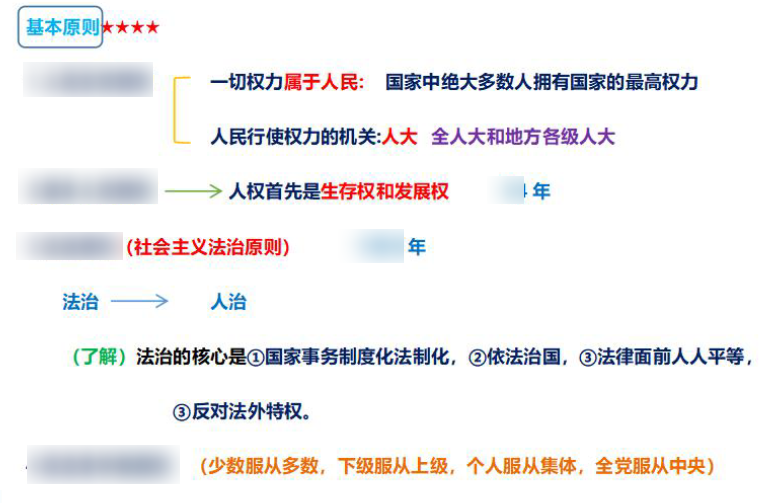 基本原则★★★★
一切权力属于人民： 国家中绝大多数人拥有国家的最高权力
人民行使权力的机关:人大 全人大和地方各级人大
人权首先是生存权和发展权 年
（社会主义法治原则） 年
法治 人治
（了解）法治的核心是①国家事务制度化法制化，②依法治国，③法律面前人人平等，
③反对法外特权。
（少数服从多数，下级服从上级，个人服从集体，全党服从中央）